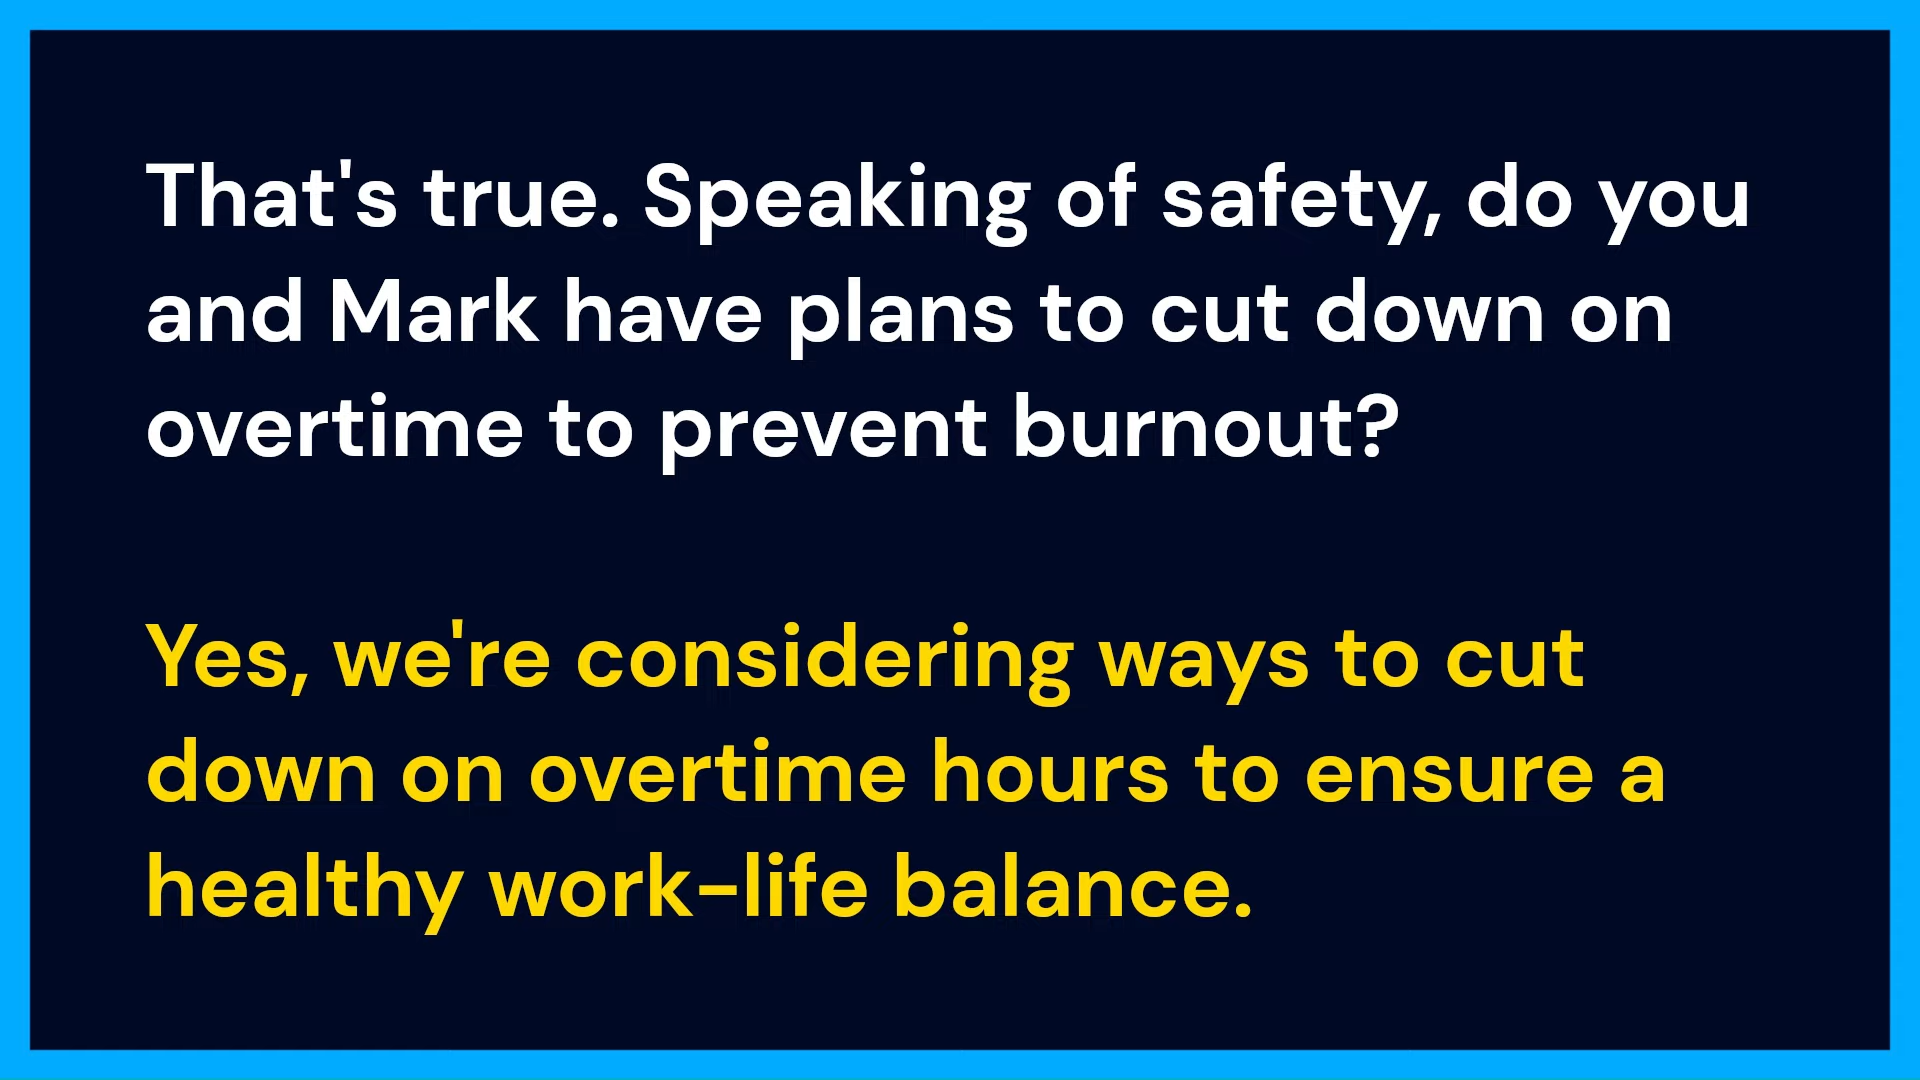 That's true. Speaking of safety, do you
and Mark have plans to cut down on
overtime to prevent burnout?
Yes, we're considering ways to cut
down on overtime hours to ensure a
healthy work-life balance.